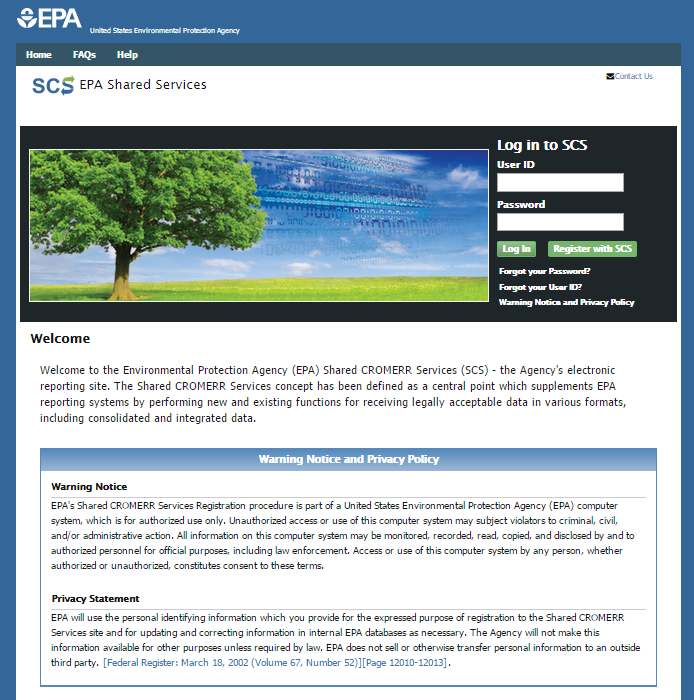 EPA
United States Environmental Protection Agency
Home FAQs Help
SCS EPA Shared Services
Contact Us
Log in to SCS
User ID
Password
Log In Register with SCS
Forgot your Password?
Forgot your User ID?
Warning Notice and Privacy Policy
Welcome
Welcome to the Environmental Protection Agency (EPA) Shared CROMERR Services (SCS) - the Agency's electronic
reporting site. The Shared CROMERR Services concept has been defined as a central point which supplements EPA
reporting systems by performing new and existing functions for receiving legally acceptable data in various formats,
including consolidated and integrated data.
Warning Notice and Privacy Policy
Warning Notice
EPA's Shared CROMERR Services Registration procedure is part of a United States Environmental Protection Agency (EPA) computer
system, which is for authorized use only. Unauthorized access or use of this computer system may subject violators to criminal, civil,
and/or administrative action. All information on this computer system may be monitored, recorded, read, copied, and disclosed by and to
authorized personnel for official purposes, including law enforcement. Access or use of this computer system by any person, whether
authorized or unauthorized, constitutes consent to these terms.
Privacy Statement
EPA will use the personal identifying information which you provide for the expressed purpose of registration to the Shared CROMERR
Services site and for updating and correcting information in internal EPA databases as necessary. The Agency will not make this
information available for other purposes unless required by law. EPA does not sell or otherwise transfer personal information to an outside
third party. [Federal Register: March 18, 2002 (Volume 67, Number 52)][Page 12010-12013].